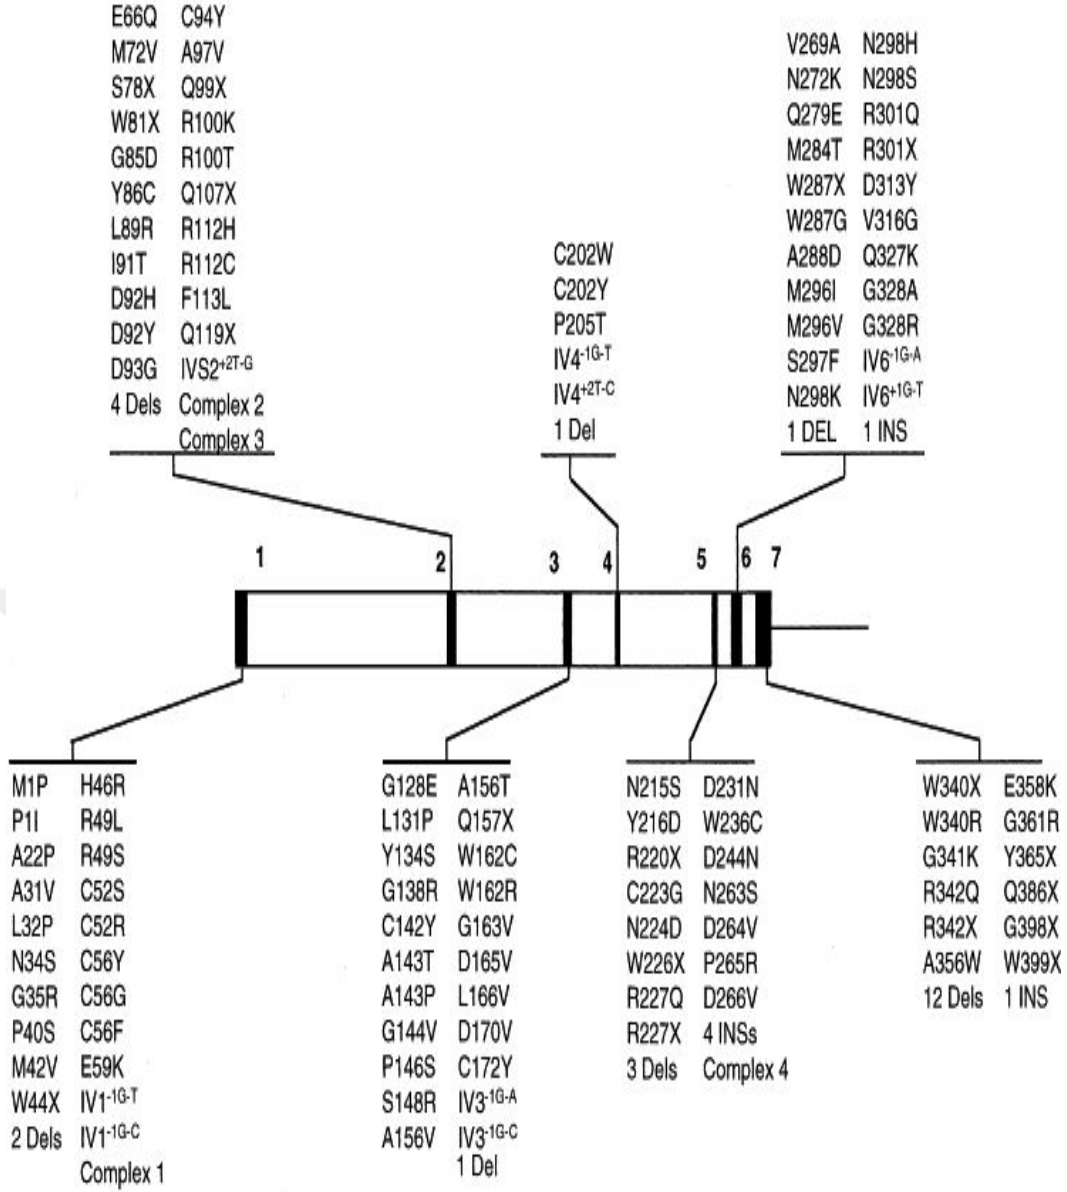 E66Q C94Y
M72V A97V
S78X Q99X
W81X R100K
G85D R100T
Y86C Q107X
L89R R112H
I91T R112C
D92H F113L
D92Y Q119X
D93G IVS2+2T-G
4 Dels Complex 2
Complex 3
C202W
C202Y
P205T
IV4-1G-T
IV4+2T-C
1 Del
V269A N298H
N272K N298S
Q279E R301Q
M284T R301X
W287X D313Y
W287G V316G
A288D Q327K
M296I G328A
M296V G328R
S297F IV6-1G-A
N298K IV6+1G-T
1 DEL 1 INS
1 2 3 4 5 6 7
M1P H46R
P1I R49L
A22P R49S
A31V C52S
L32P C52R
N34S C56Y
G35R C56G
P40S C56F
M42V E59K
W44X IV1-1G-T
2 Dels IV1-1G-C
Complex 1
G128E A156T
L131P Q157X
Y134S W162C
G138R W162R
C142Y G163V
A143T D165V
A143P L166V
G144V D170V
P146S C172Y
S148R IV3-1G-A
A156V IV3-1G-C
1 Del
N215S D231N
Y216D W236C
R220X D244N
C223G N263S
N224D D264V
W226X P265R
R227Q D266V
R227X 4 INSs
3 Dels Complex 4
W340X E358K
W340R G361R
G341K Y365X
R342Q Q386X
R342X G398X
A356W W399X
12 Dels 1 INS